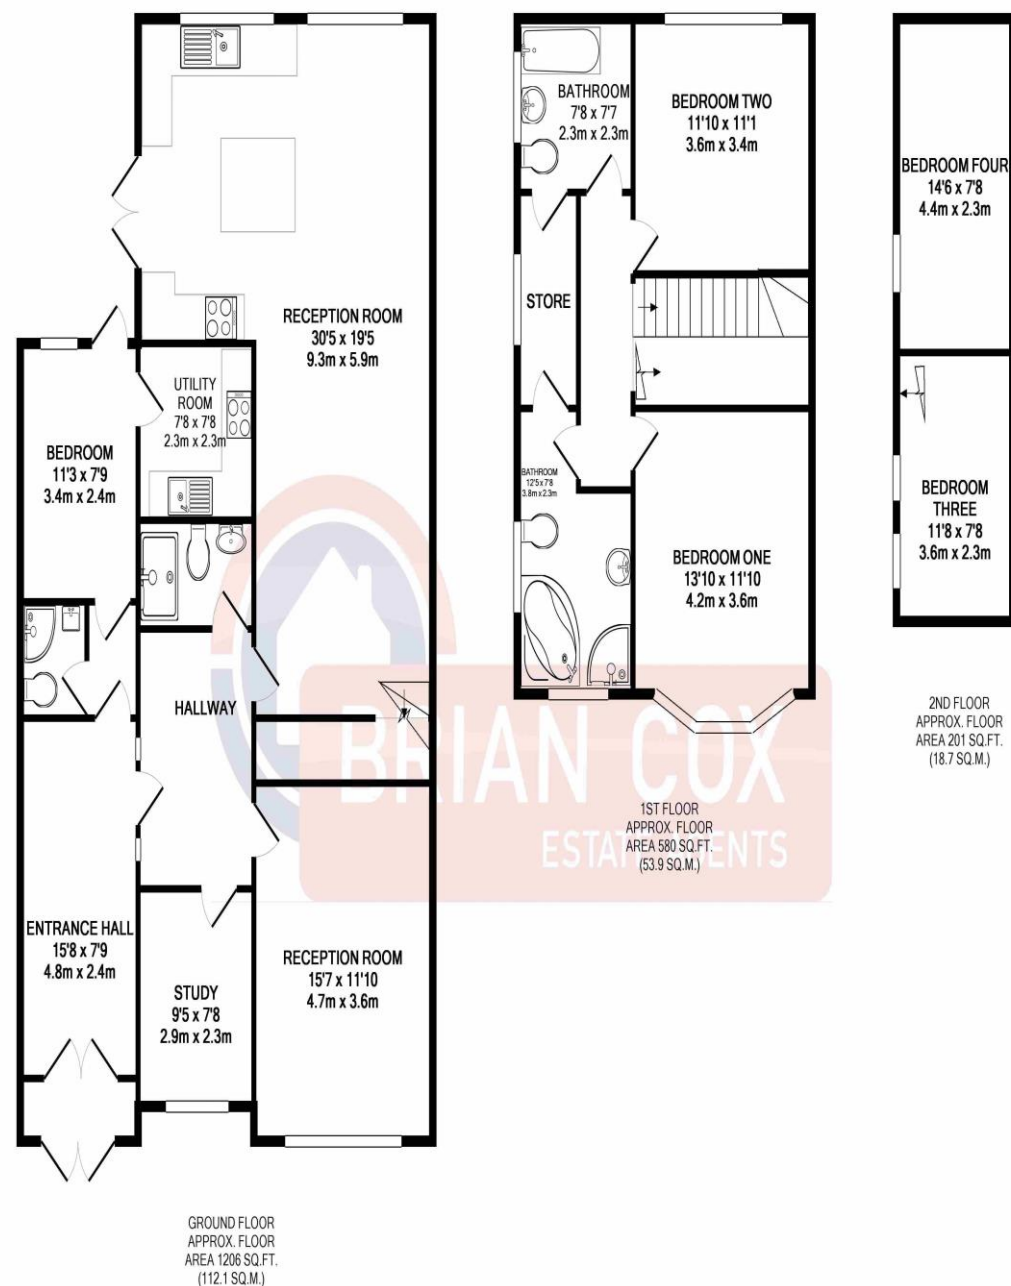 RECEPTION ROOM
30'5 x 19'5
9.3m x 5.9m
UTILITY
ROOM
7'8 x 7'8
2.3m x 2.3m
BEDROOM
11'3 x 7'9
3.4m x 2.4m
HALLWAY
ENTRANCE HALL
15'8 x 7'9
4.8m x 2.4m
STUDY
9'5 x 7'8
2.9m x 2.3m
RECEPTION ROOM
15'7 x 11'10
4.7m x 3.6m
GROUND FLOOR
APPROX. FLOOR
AREA 1206 SQ.FT.
(112.1 SQ.M.)
BATHROOM
7'8 x 7'7
2.3m x 2.3m
BEDROOM TWO
11'10 x 11'1
3.6m x 3.4m
STORE
BATHROOM
12'5 x 7'8
3.8m x 2.3m
BEDROOM ONE
13'10 x 11'10
4.2m x 3.6m
1ST FLOOR
APPROX. FLOOR
AREA 580 SQ.FT.
(53.9 SQ.M.)
BEDROOM FOUR
14'6 x 7'8
4.4m x 2.3m
BEDROOM
THREE
11'8 x 7'8
3.6m x 2.3m
2ND FLOOR
APPROX. FLOOR
AREA 201 SQ.FT.
(18.7 SQ.M.)
BRIAN COX
ESTATE AGENTS